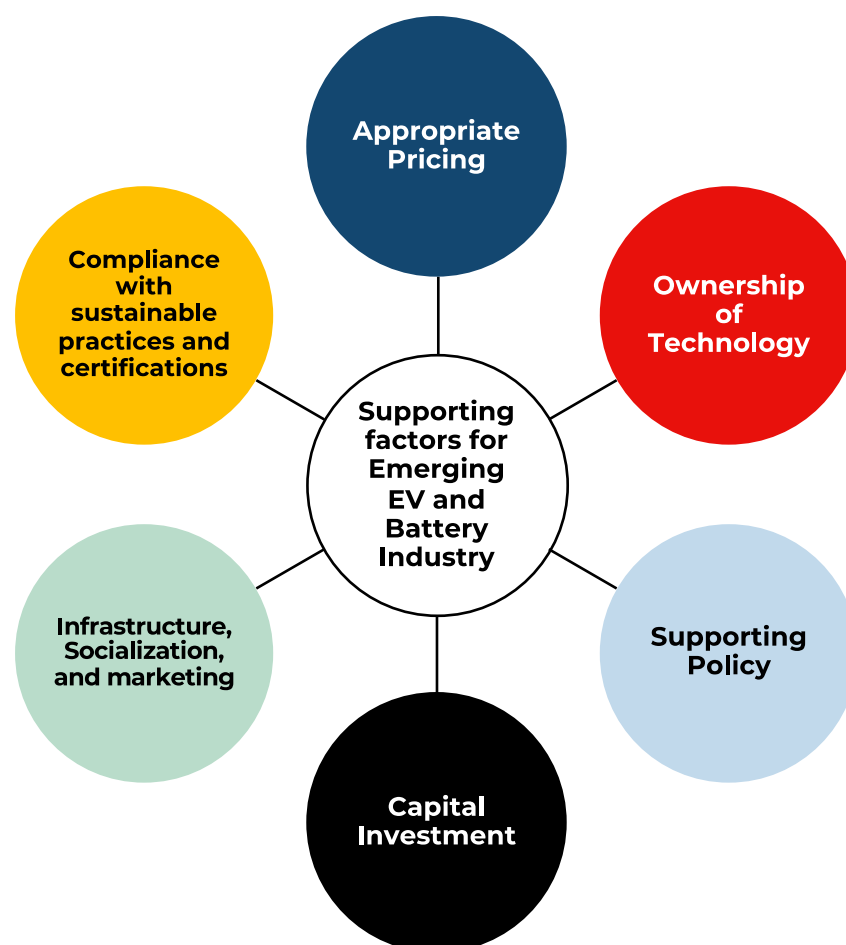 Appropriate
Pricing
Compliance
with
sustainable
practices and
certifications
Ownership
of
Technology
Supporting
factors for
Emerging
EV and
Battery
Industry
Infrastructure,
Socialization,
and marketing
Supporting
Policy
Capital
Investment